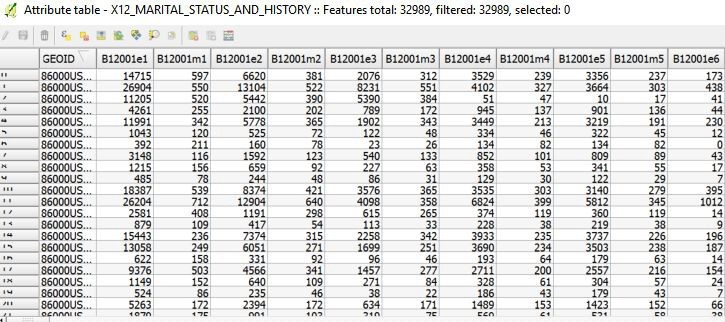 Attribute table - X12_MARITAL_STATUS_AND_HISTORY :: Features total: 32989, filtered: 32989, selected: 0
GEOID B12001e1 B12001m1 B12001e2 B12001m2 B12001e3 B12001m3 B12001e4 B12001m4 B12001e5 B12001m5 B12001e6
0 86000US... 14715 597 6620 381 2076 312 3529 239 3356 237 173
1 86000US... 26904 550 13104 522 8231 551 4102 327 3664 303 438
2 86000US... 11205 520 5442 390 5390 384 51 47 10 17 41
3 86000US... 4261 255 2100 202 789 172 945 137 901 136 44
4 86000US... 11991 342 5778 365 1902 343 3449 213 3219 191 230
5 86000US... 1043 120 525 72 122 48 334 46 322 45 12
6 86000US... 392 211 160 78 23 26 134 82 134 82 0
7 86000US... 3148 116 1592 123 540 133 852 101 809 89 43
8 86000US... 1215 156 659 92 227 63 358 53 341 55 17
9 86000US... 485 78 244 48 86 31 129 30 122 29 7
10 86000US... 18387 539 8374 421 3576 365 3535 303 3140 279 395
11 86000US... 26204 712 12904 640 4098 358 6824 399 5812 345 1012
12 86000US... 2581 408 1191 298 615 265 374 119 360 119 14
13 86000US... 879 109 417 54 113 33 228 38 219 38 9
14 86000US... 15443 236 7374 315 2258 342 3933 235 3737 226 196
15 86000US... 13058 249 6051 271 1699 251 3690 234 3503 238 187
16 86000US... 622 158 331 92 92 46 193 64 179 63 14
17 86000US... 9376 503 4566 341 1457 271 2711 200 2557 216 154
18 86000US... 1149 152 640 109 271 84 328 61 304 57 24
19 86000US... 524 86 235 46 38 22 186 43 179 43 7
20 86000US... 5263 172 2394 172 634 171 1489 153 1423 152 66